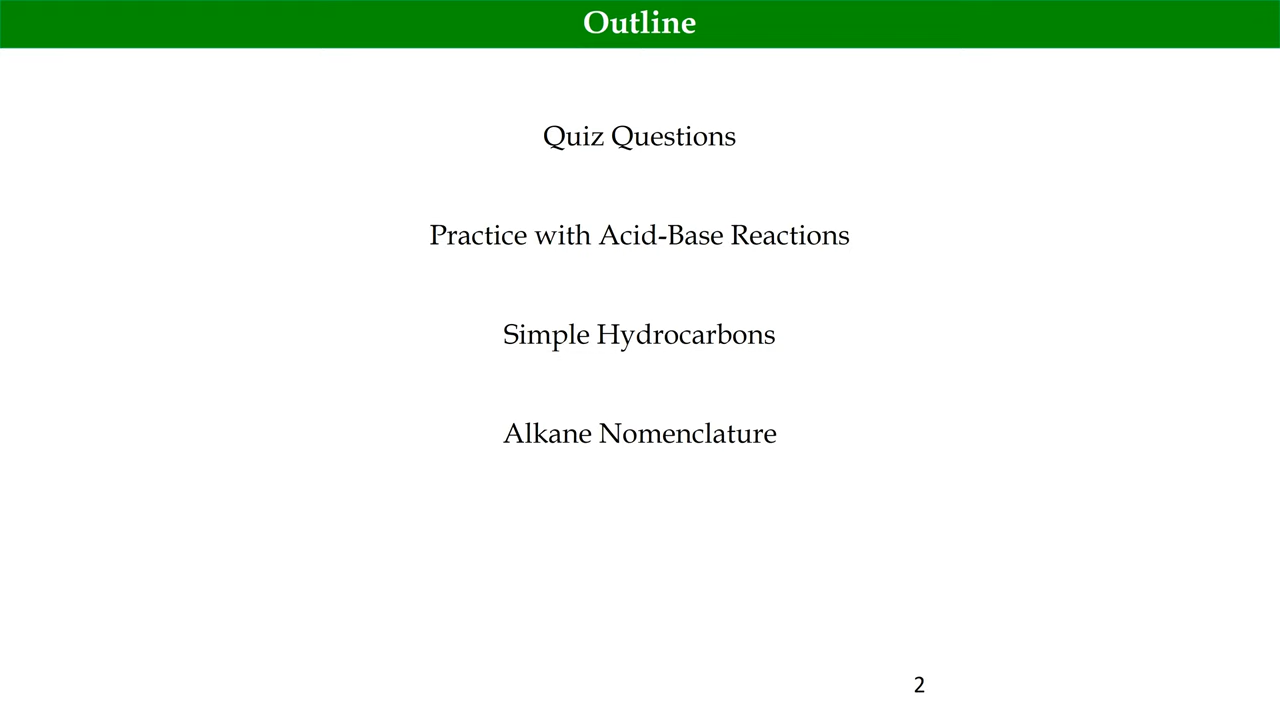 Outline
Quiz Questions
Practice with Acid-Base Reactions
Simple Hydrocarbons
Alkane Nomenclature
2